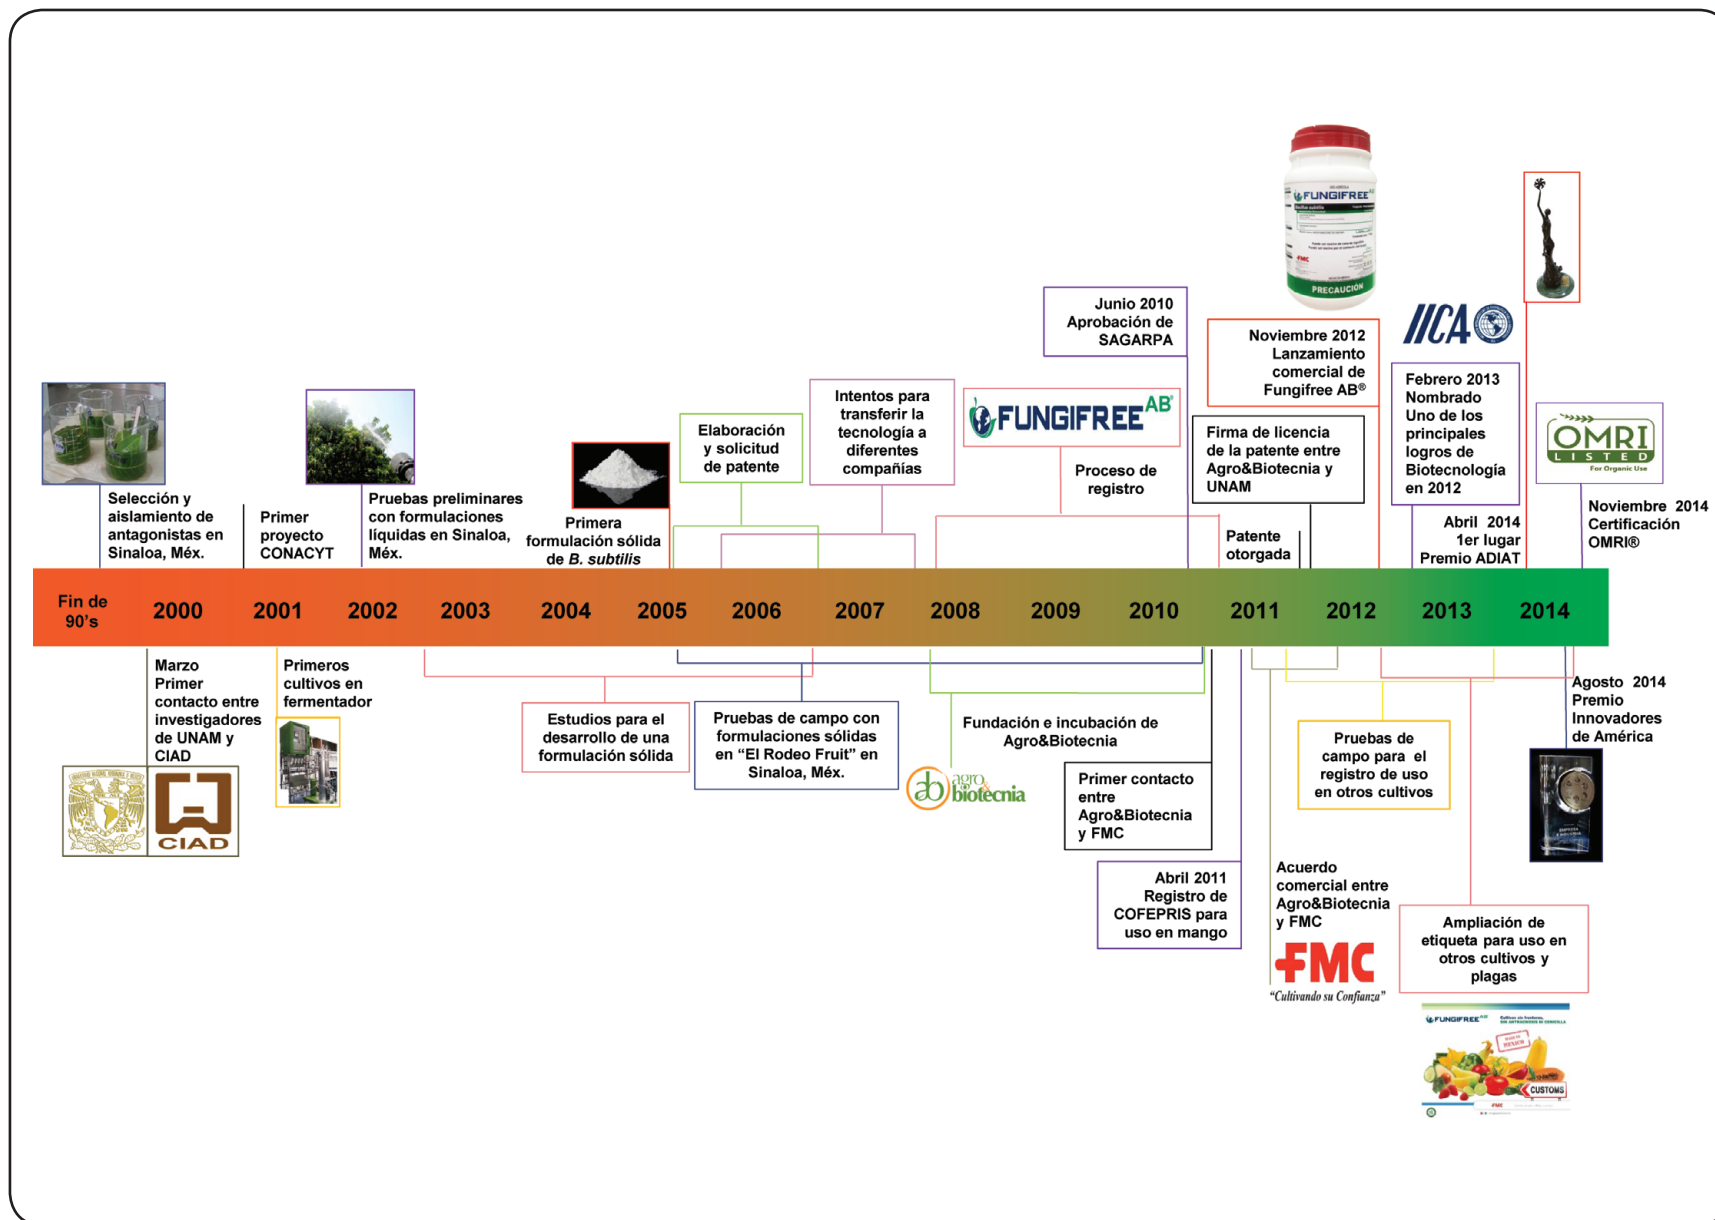 Selección y
aislamiento de
antagonistas en
Sinaloa, Méx.
Primer
proyecto
CONACYT
Pruebas preliminares
con formulaciones
líquidas en Sinaloa,
Méx.
Primera
formulación sólida
de B. subtilis
Elaboración
y solicitud
de patente
Intentos para
transferir la
tecnología a
diferentes
compañías
FUNGIFREE AB®
Proceso de
registro
Junio 2010
Aprobación de
SAGARPA
FUNGIFREE AB
Bacillus subtilis
FMC
PRECAUCIÓN
Noviembre 2012
Lanzamiento
comercial de
Fungifree AB®
Firma de licencia
de la patente entre
Agro&Biotecnia y
UNAM
Patente
otorgada
IICA
Febrero 2013
Nombrado
Uno de los
principales
logros de
Biotecnología
en 2012
Abril 2014
1er lugar
Premio ADIAT
OMRI
LISTED
For Organic Use
Noviembre 2014
Certificación
OMRI®
Fin de
90's
2000
2001
2002
2003
2004
2005
2006
2007
2008
2009
2010
2011
2012
2013
2014
Marzo
Primer
contacto entre
investigadores
de UNAM y
CIAD
CIAD
Primeros
cultivos en
fermentador
Estudios para el
desarrollo de una
formulación sólida
Pruebas de campo con
formulaciones sólidas
en “El Rodeo Fruit” en
Sinaloa, Méx.
Fundación e incubación de
Agro&Biotecnia
ab agro&
biotecnia
Primer contacto
entre
Agro&Biotecnia
y FMC
Abril 2011
Registro de
COFEPRIS para
uso en mango
Acuerdo
comercial entre
Agro&Biotecnia
y FMC
FMC
“Cultivando su Confianza”
Pruebas de
campo para el
registro de uso
en otros cultivos
Ampliación de
etiqueta para uso en
otros cultivos y
plagas
Agosto 2014
Premio
Innovadores
de América
FUNGIFREE AB
MEXICO
CUSTOMS
FMC